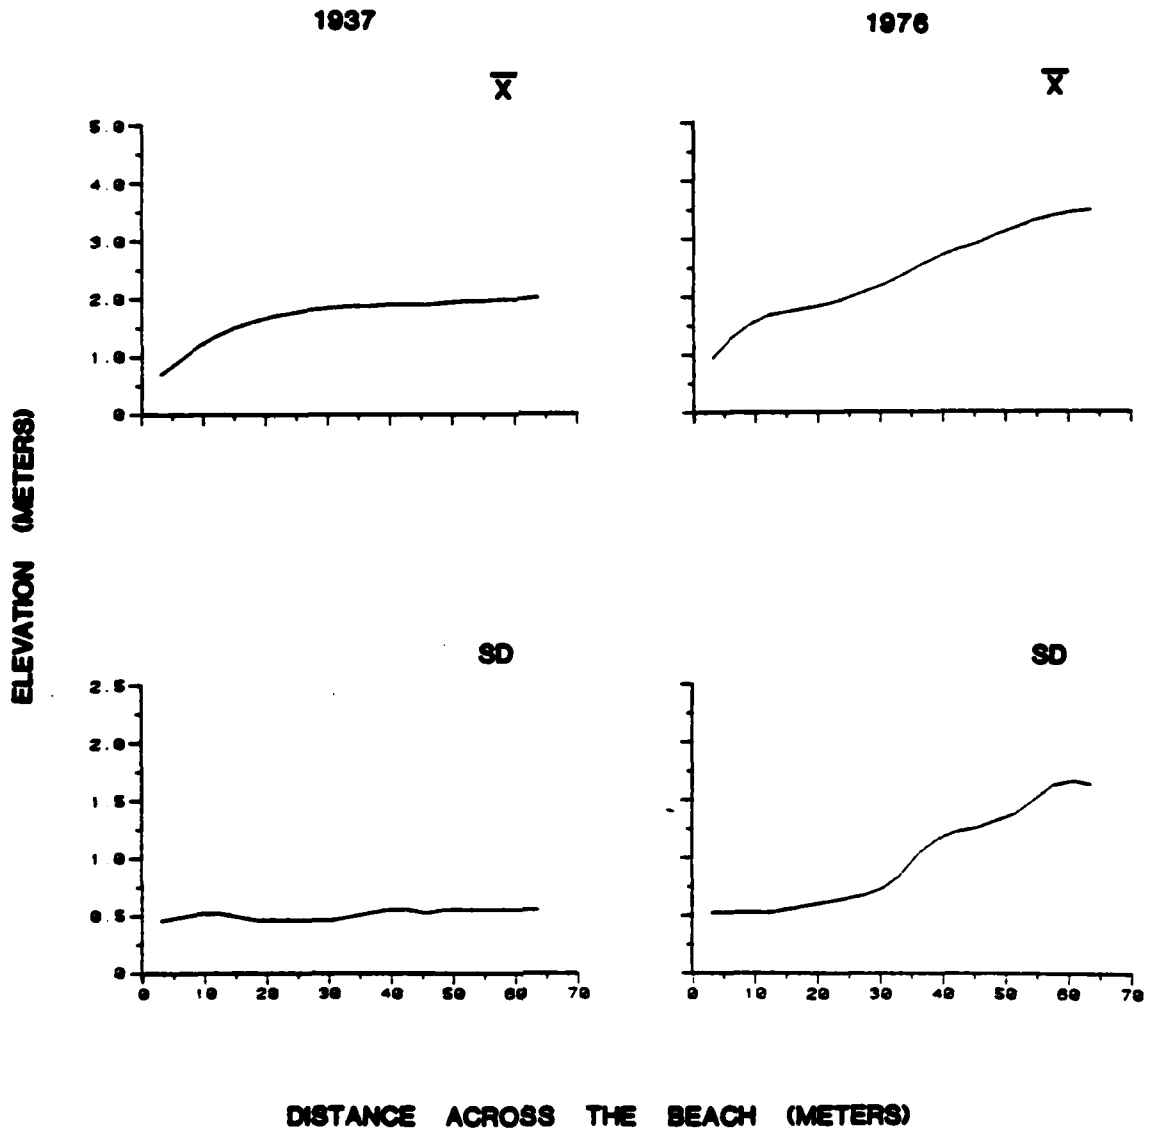 1937 1976
X̅ X̅
5.0
4.0
3.0
2.0
1.0
0
ELEVATION (METERS)
SD SD
2.5
2.0
1.5
1.0
0.5
0
0 10 20 30 40 50 60 70 0 10 20 30 40 50 60 70
DISTANCE ACROSS THE BEACH (METERS)